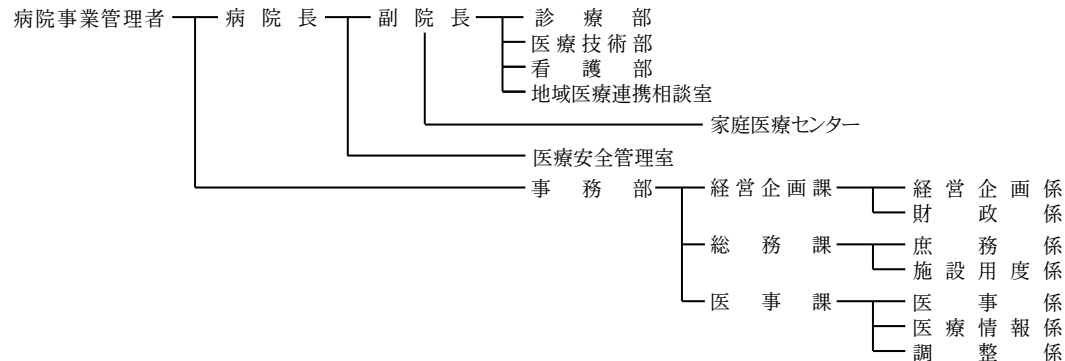 病院事業管理者 病院長 副院長 診療部
医療技術部
看護部
地域医療連携相談室
家庭医療センター
医療安全管理室
事務部 経営企画課 経営企画係
財政係
総務課 庶務係
施設用度係
医事課 医事係
医療情報係
調整係